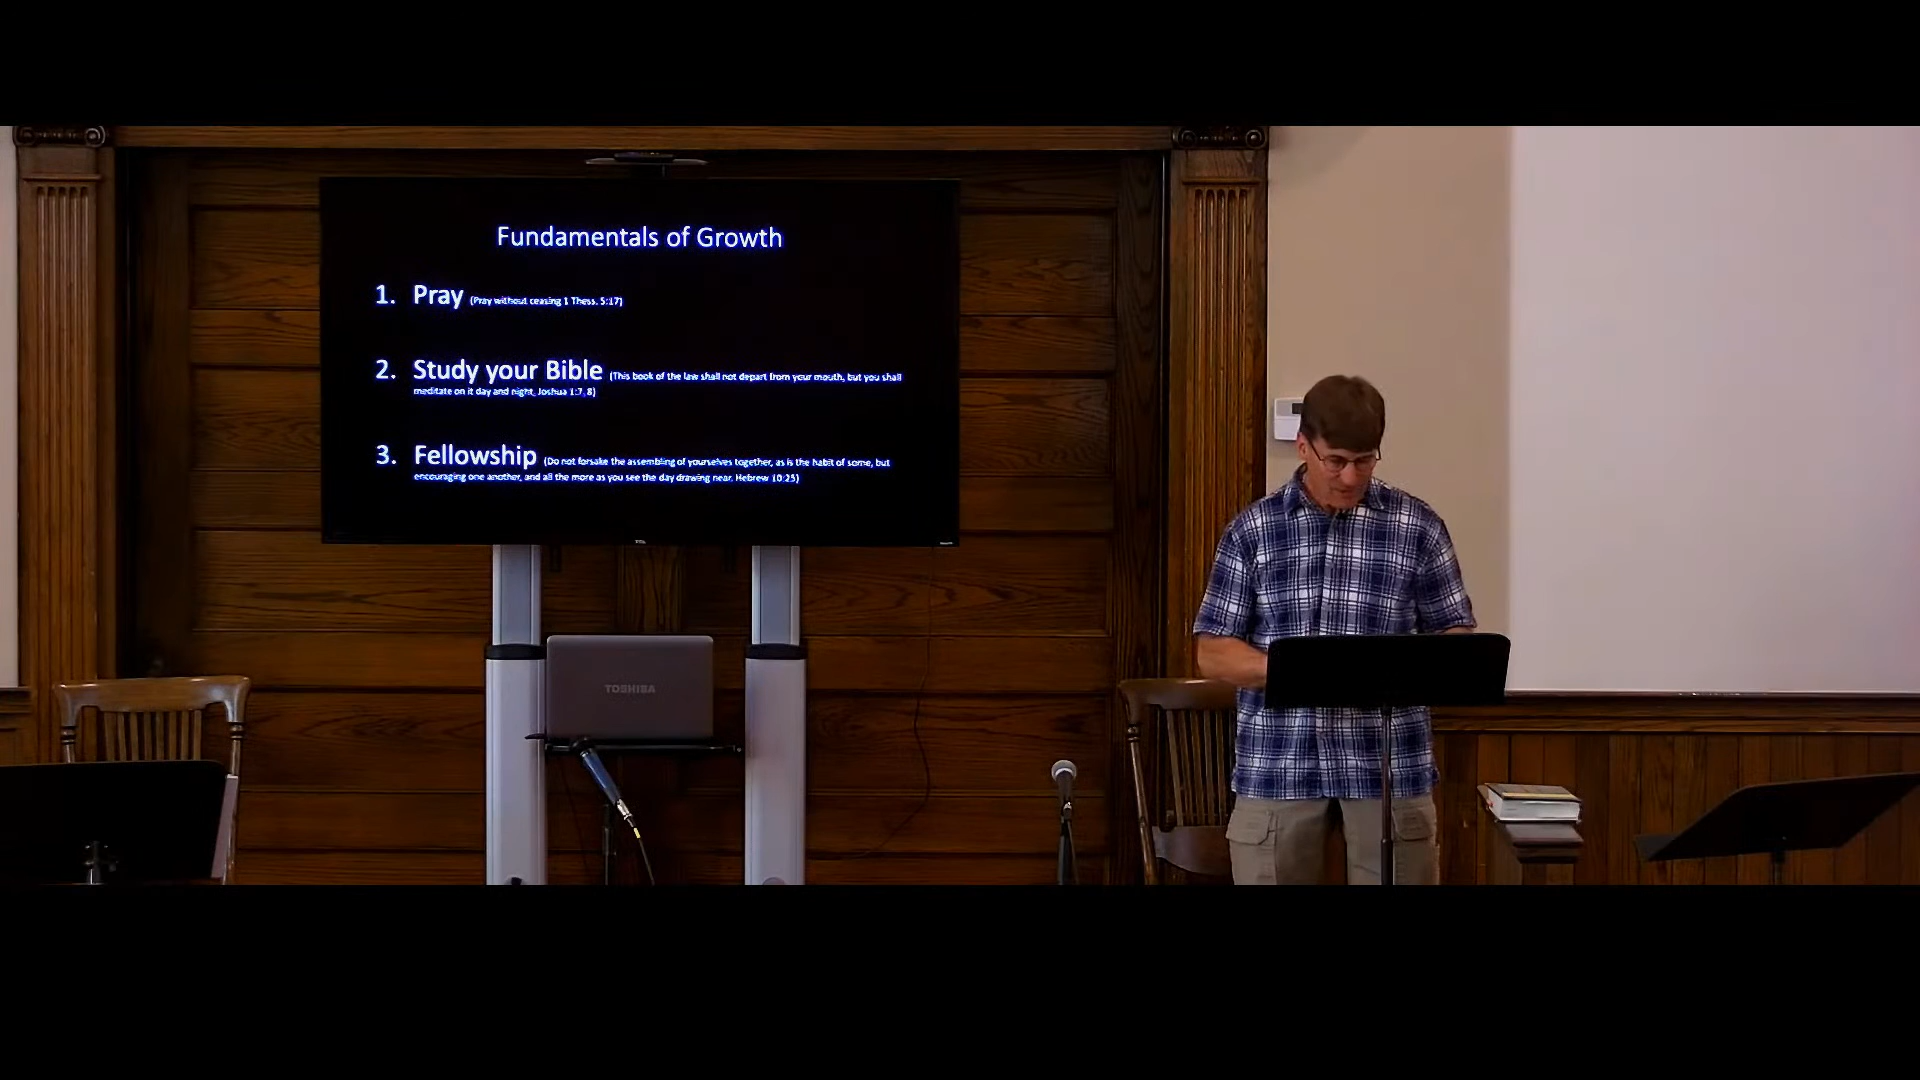 Fundamentals of Growth
1. Pray (Pray without ceasing 1 Thess. 5:17)
2. Study your Bible (This book of the law shall not depart from your mouth, but you shall
meditate on it day and night, Joshua 1:7, 8)
3. Fellowship (Do not forsake the assembling of yourselves together, as is the habit of some, but
encouraging one another, and all the more as you see the day drawing near. Hebrew 10:25)
TCL
TOSHIBA